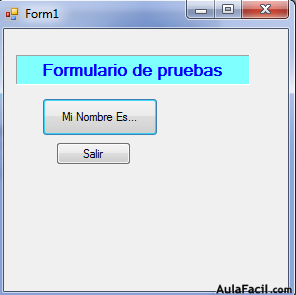 Form1
Formulario de pruebas
Mi Nombre Es...
Salir
AulaFacil.com